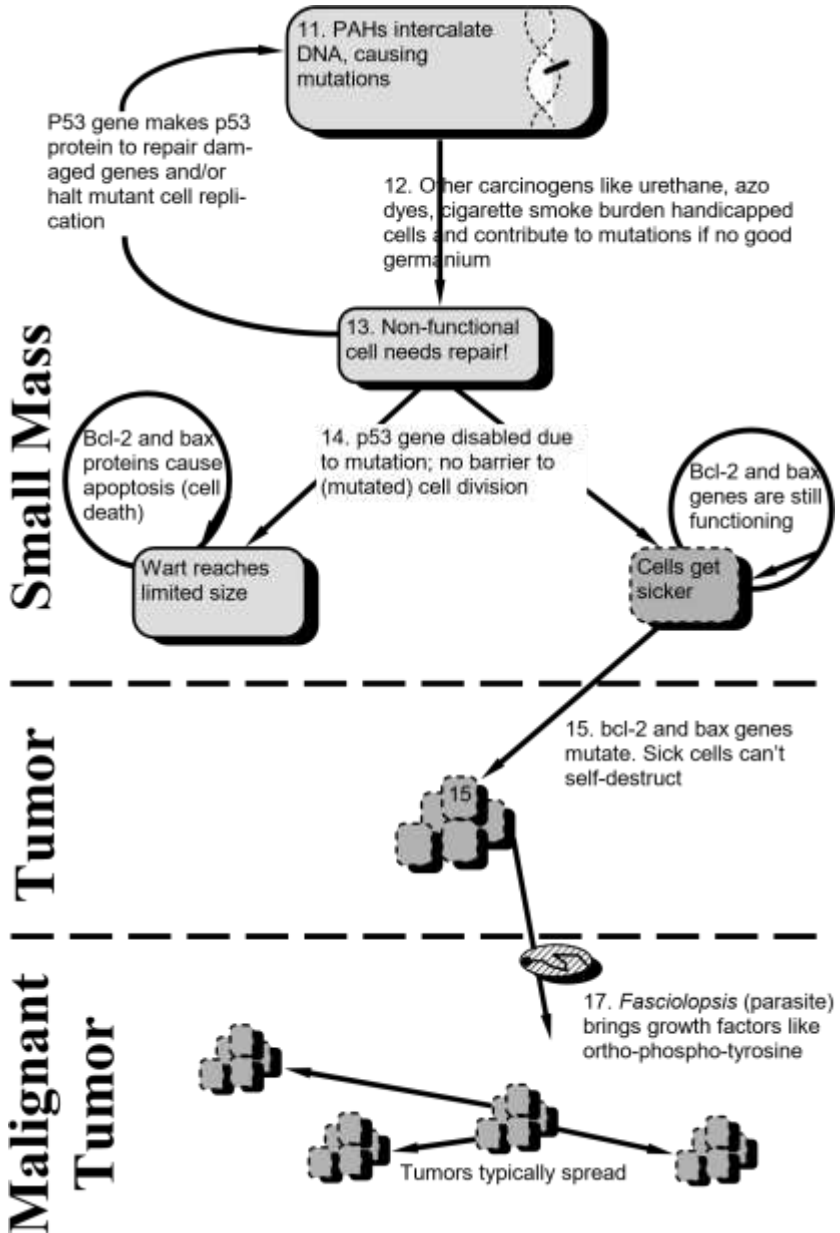 11. PAHs intercalate
DNA, causing
mutations
P53 gene makes p53
protein to repair dam-
aged genes and/or
halt mutant cell repli-
cation
12. Other carcinogens like urethane, azo
dyes, cigarette smoke burden handicapped
cells and contribute to mutations if no good
germanium
13. Non-functional
cell needs repair!
Small Mass
Bcl-2 and bax
proteins cause
apoptosis (cell
death)
14. p53 gene disabled due
to mutation; no barrier to
(mutated) cell division
Bcl-2 and bax
genes are still
functioning
Wart reaches
limited size
Cells get
sicker
Tumor
15. bcl-2 and bax genes
mutate. Sick cells can't
self-destruct
15
Malignant
Tumor
17. Fasciolopsis (parasite)
brings growth factors like
ortho-phospho-tyrosine
Tumors typically spread